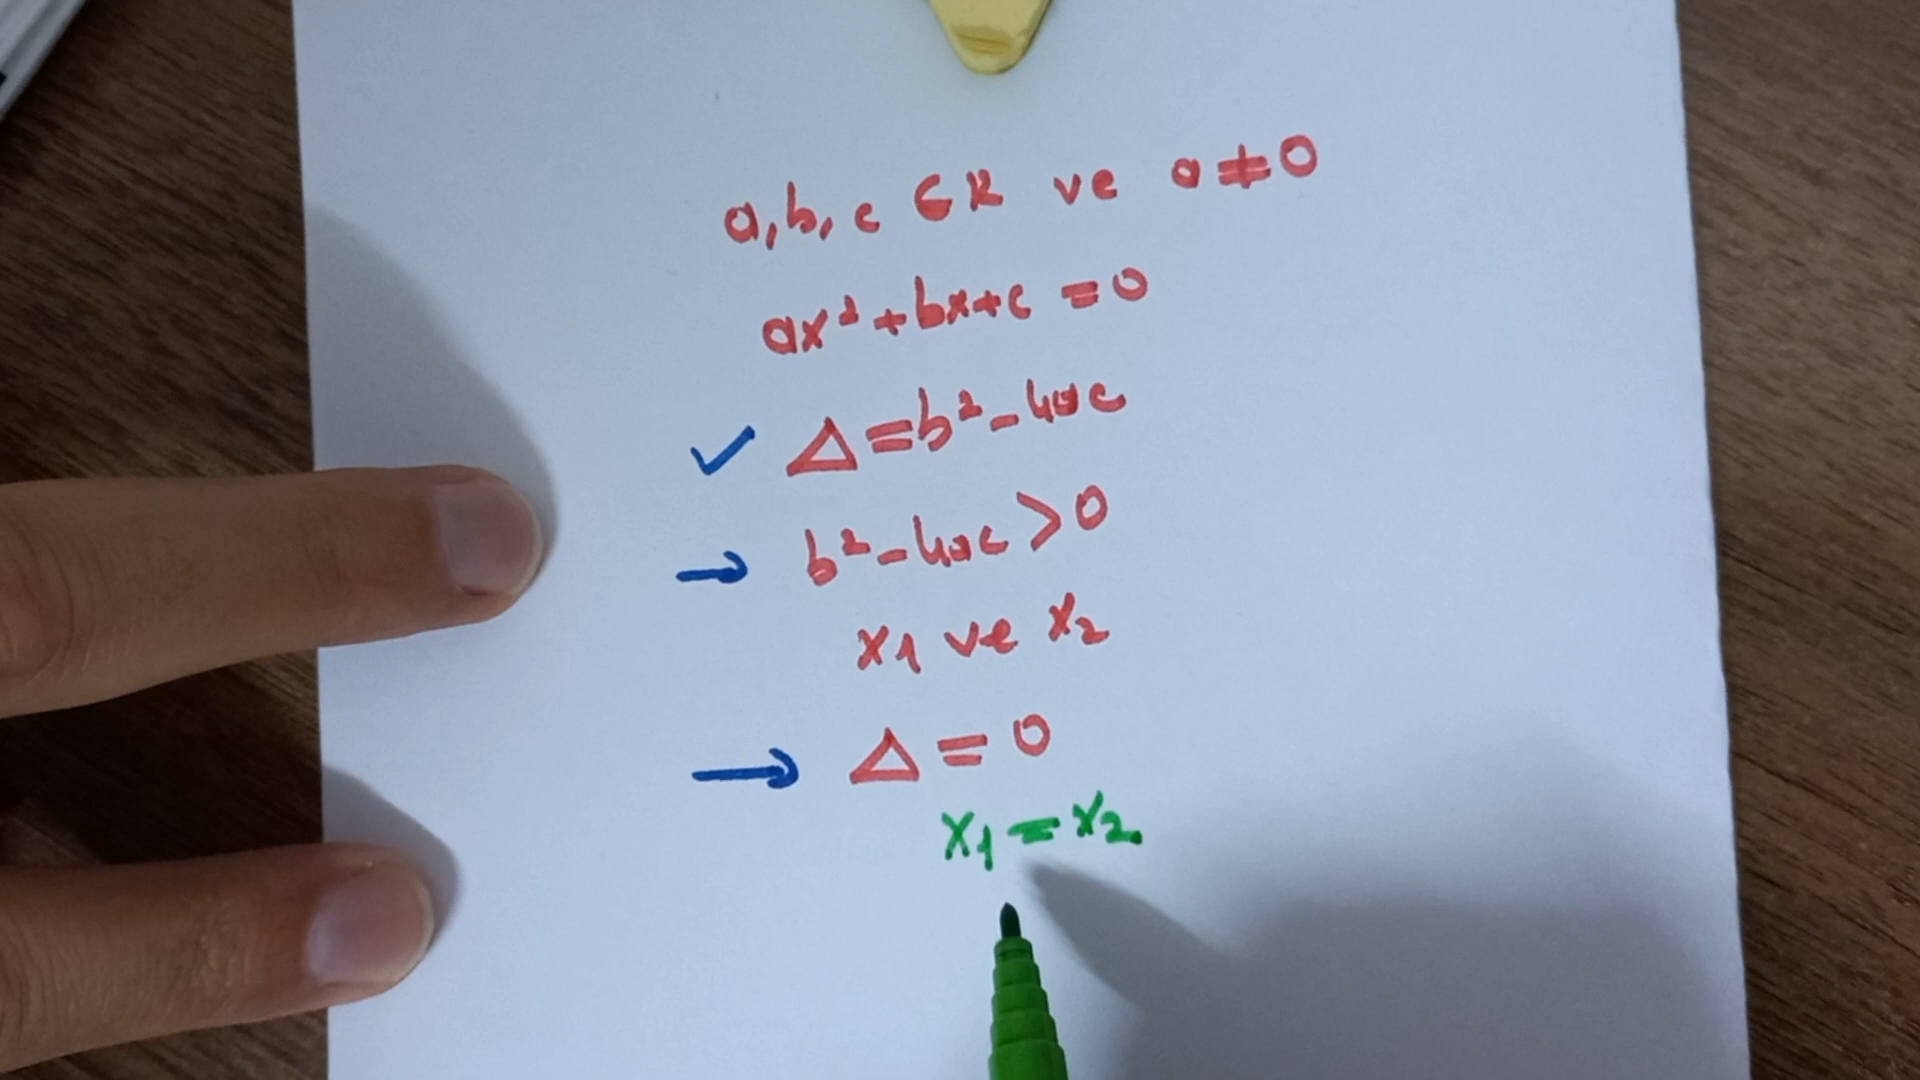 a, b, c ∈ R ve a ≠ 0
ax² + bx + c = 0
✓ Δ = b² - 4ac
→ b² - 4ac > 0
x₁ ve x₂
→ Δ = 0
x₁ = x₂